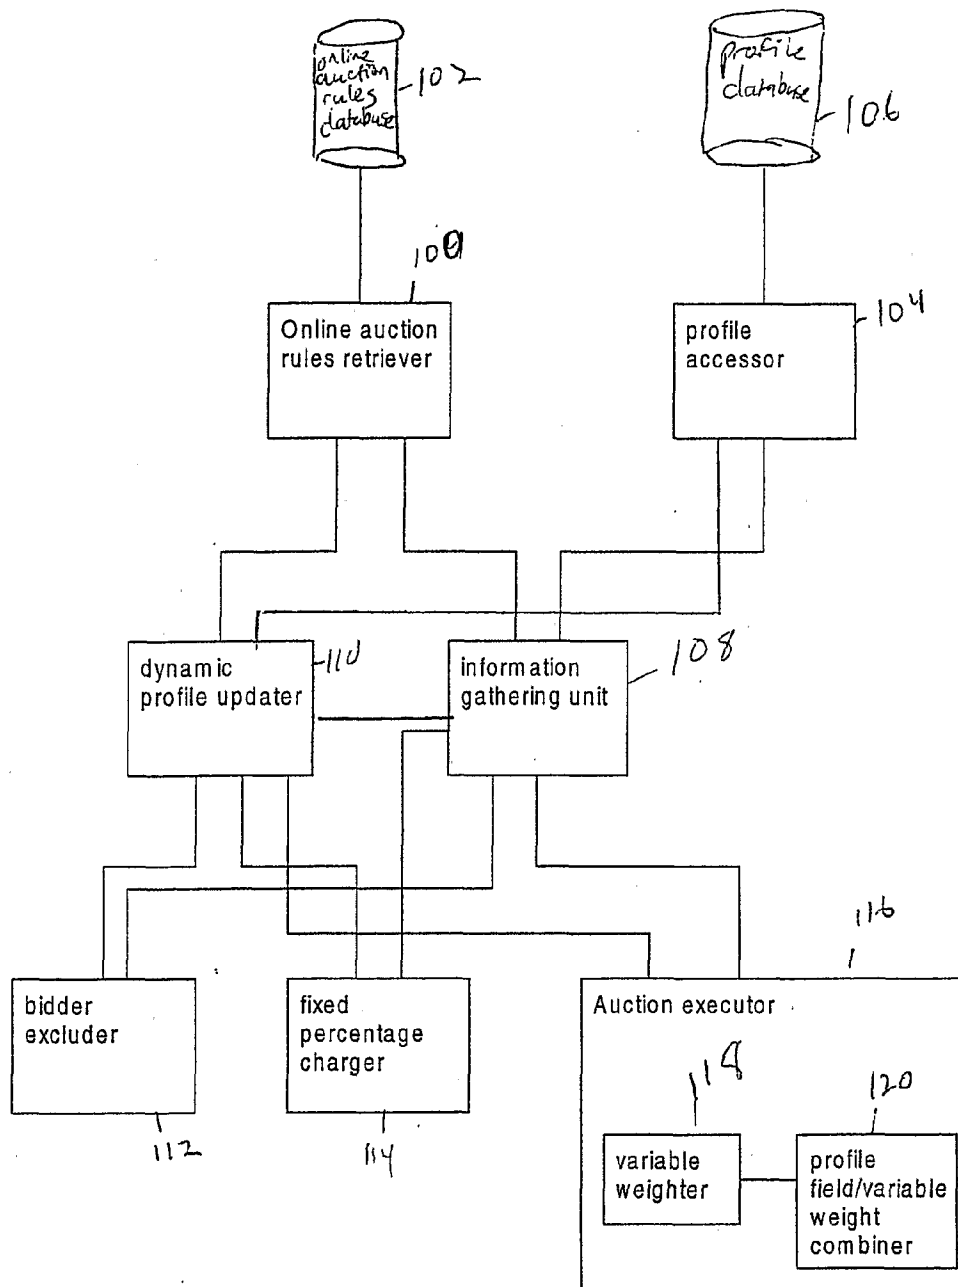 online
auction
rules
database
102
profile
database
106
100
Online auction
rules retriever
profile
accessor
104
dynamic
profile updater
110
information
gathering unit
108
bidder
excluder
112
fixed
percentage
charger
114
116
Auction executor
118
variable
weighter
120
profile
field/variable
weight
combiner